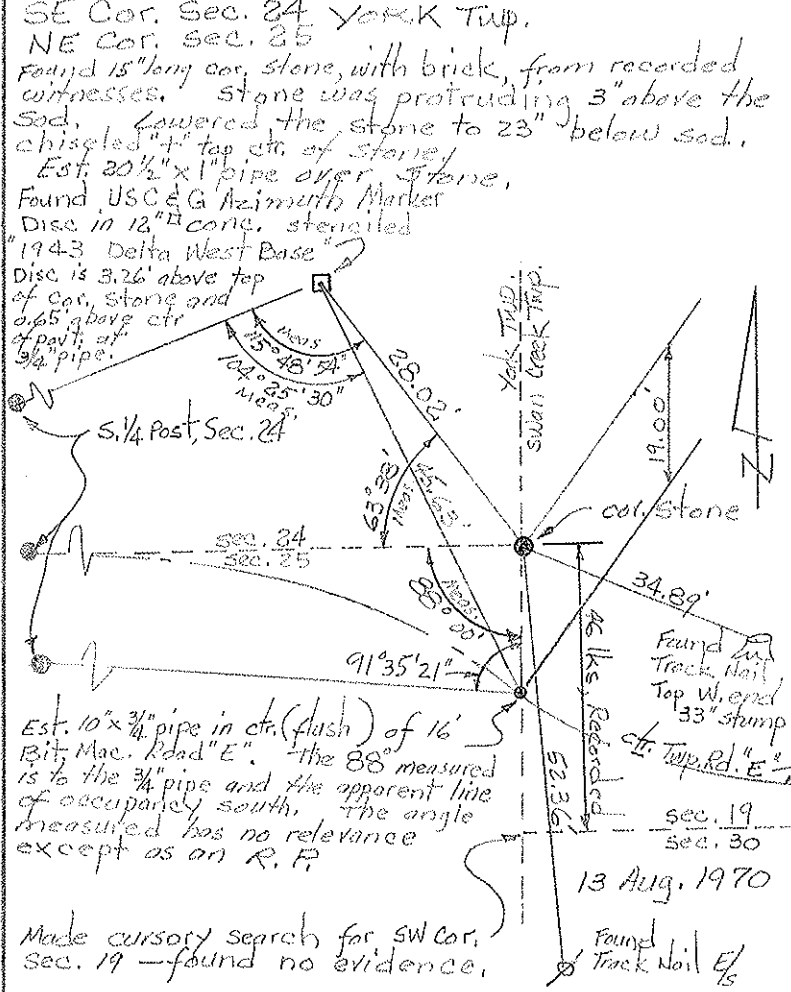 SE Cor. Sec. 24 York Twp.
NE Cor. Sec. 25
Found 15" long cor. stone, with brick, from recorded
witnesses. Stone was protruding 3" above the
sod. Lowered the stone to 23" below sod.
chiseled "+" top ctr. of stone.
Est. 20½" x 1" pipe over stone.
Found USC & G Azimuth Marker
Disc in 12" conc. stenciled
"1943 Delta West Base"
Disc is 3.26' above top
of cor. stone and
0.65' above ctr
of pavt. at
3/4" pipe.
Meas
48' 54"
104° 25' 30"
Meas.
28.02'
York Twp.
Swan Creek Twp.
19.00'
N
S. 1/4 Post, Sec. 24
63° 38'
Meas.
45.63'
cor. stone
sec. 24
sec. 25
Meas.
88° 00'
34.89'
46 lks. Recorded
Found
Track Nail
Top W. end
33" stump
91° 35' 21"
Est. 10" x 3/4" pipe in ctr. (flush) of 16'
Bit. Mac. Road "E". The 88° measured
is to the 3/4" pipe and the apparent line
of occupancy south. The angle
measured has no relevance
except as an R. P.
ctr. Twp. Rd. "E"
52.36'
sec. 19
sec. 30
13 Aug. 1970
Made cursory search for SW Cor.
Sec. 19 — found no evidence.
Found
Track Nail E/s